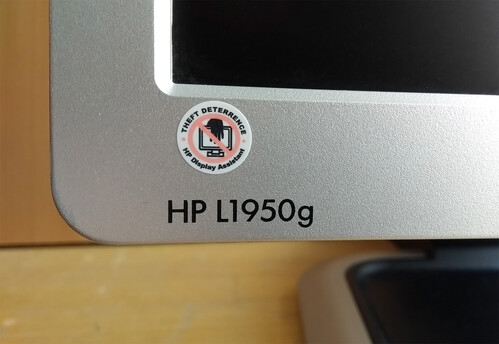 THEFT DETERRENCE
HP Display Assistant
HP L1950g